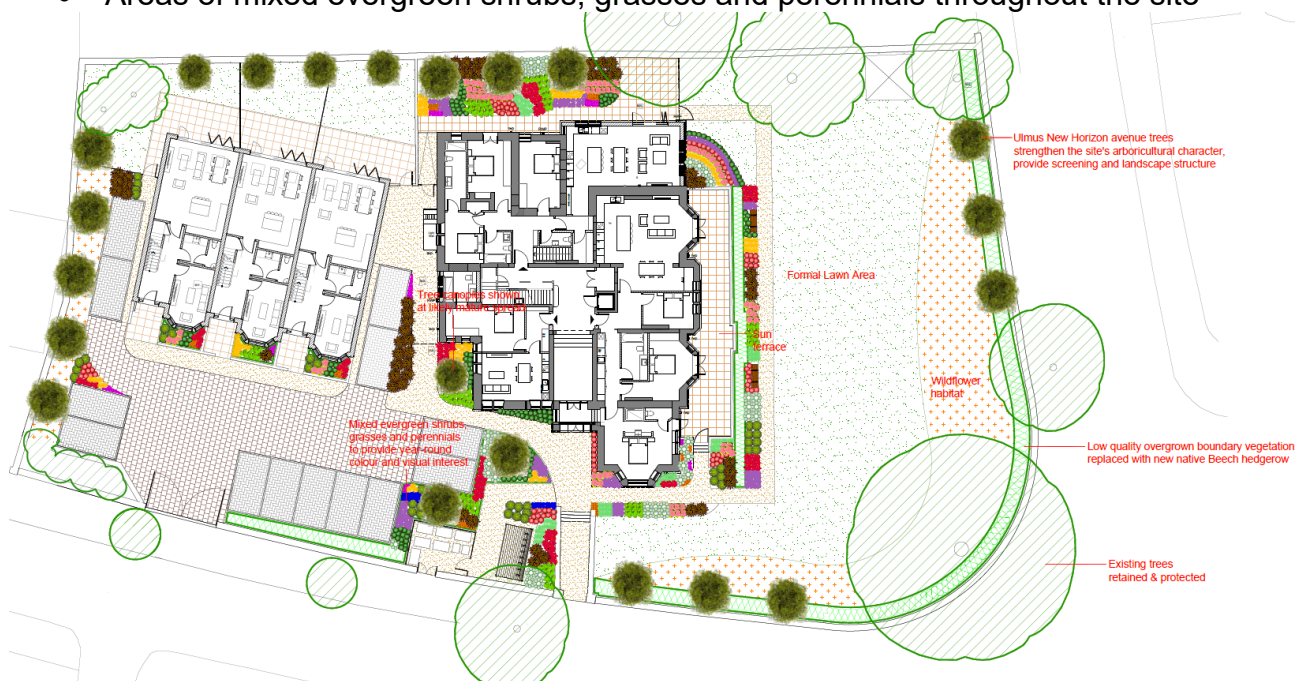 Areas of mixed evergreen shrubs, grasses and perennials throughout the site
Ulmus New Horizon avenue trees
strengthen the site's arboricultural character,
provide screening and landscape structure
Formal Lawn Area
Tree canopies shown
at likely mature spread
Sun
terrace
Wildflower
habitat
Mixed evergreen shrubs,
grasses and perennials
to provide year-round
colour and visual interest
Low quality overgrown boundary vegetation
replaced with new native Beech hedgerow
Existing trees
retained & protected